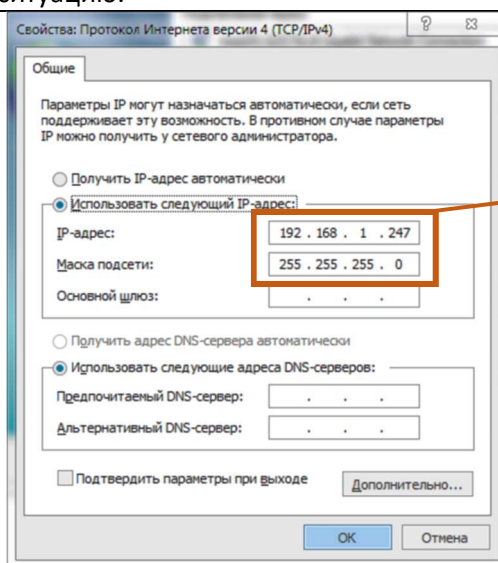 ситуацию.
Свойства: Протокол Интернета версии 4 (TCP/IPv4)
Общие
Параметры IP могут назначаться автоматически, если сеть
поддерживает эту возможность. В противном случае параметры
IP можно получить у сетевого администратора.
Получить IP-адрес автоматически
Использовать следующий IP-адрес:
IP-адрес: 192 . 168 . 1 . 247
Маска подсети: 255 . 255 . 255 . 0
Основной шлюз: . . .
Получить адрес DNS-сервера автоматически
Использовать следующие адреса DNS-серверов:
Предпочитаемый DNS-сервер: . . .
Альтернативный DNS-сервер: . . .
Подтвердить параметры при выходе
Дополнительно...
ОК Отмена